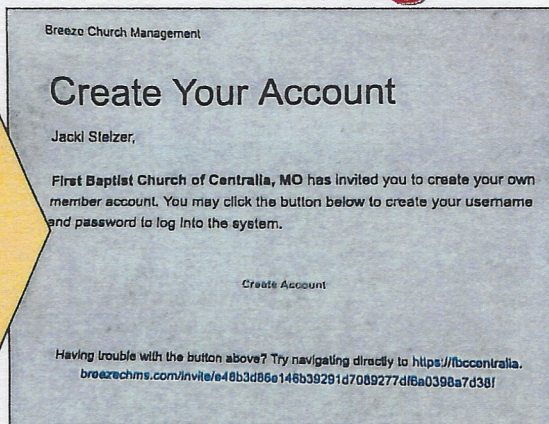 Breeze Church Management
Create Your Account
Jacki Stelzer,
First Baptist Church of Centralia, MO has invited you to create your own
member account. You may click the button below to create your username
and password to log into the system.
Create Account
Having trouble with the button above? Try navigating directly to https://fbccentralia.
breezechms.com/invite/e46b3d86e146b39291d7089277df6a0398a7d38f